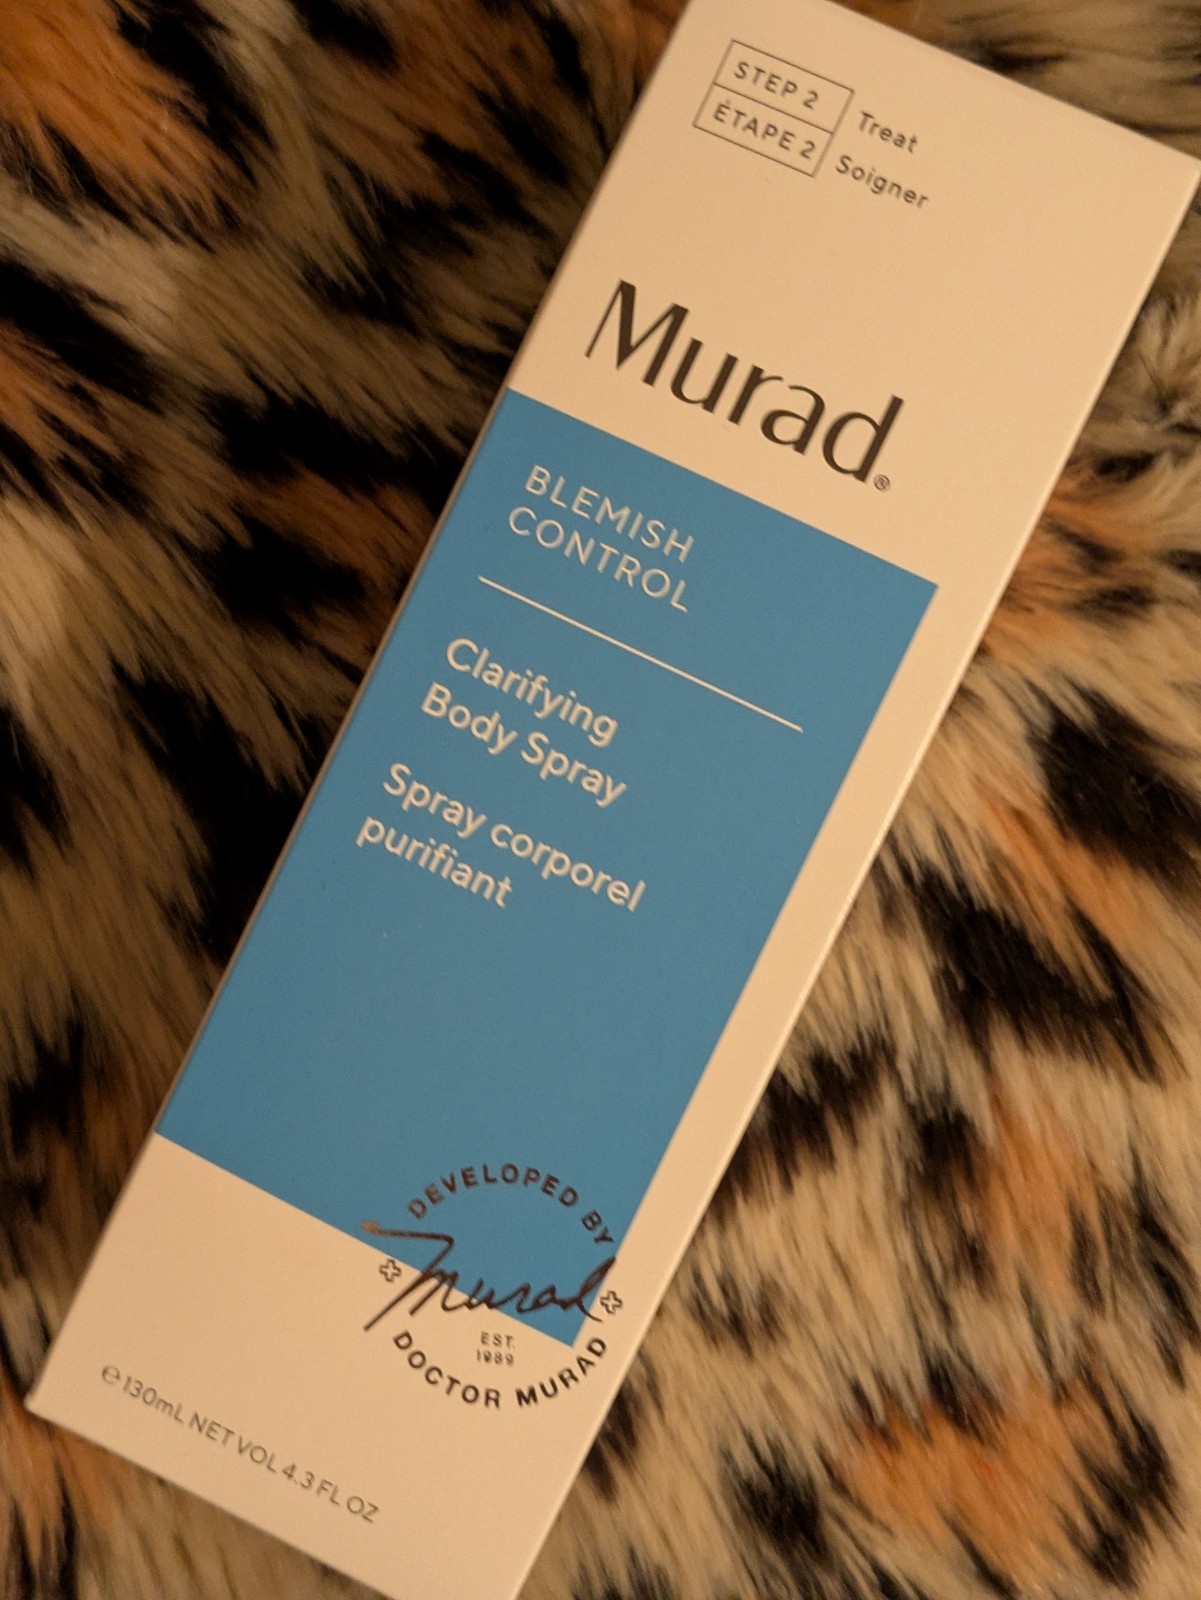 STEP 2 Treat
ÉTAPE 2 Soigner
Murad®
BLEMISH
CONTROL
Clarifying
Body Spray
Spray corporel
purifiant
DEVELOPED BY
Murad
EST.
1989
DOCTOR MURAD
℮ 130mL NET VOL 4.3 FL OZ